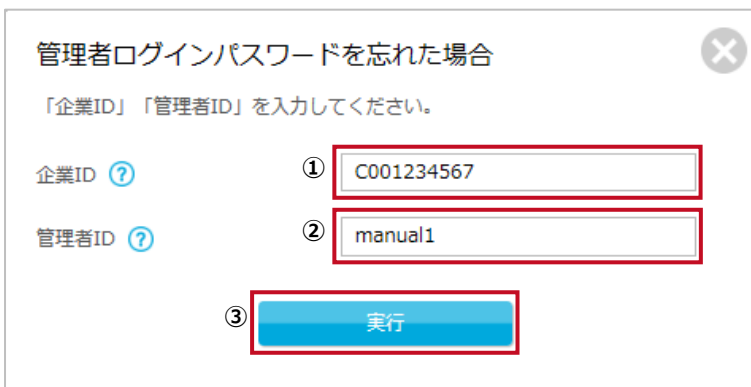 管理者ログインパスワードを忘れた場合
「企業ID」「管理者ID」を入力してください。
企業ID ? ① C001234567
管理者ID ? ② manual1
③ 実行